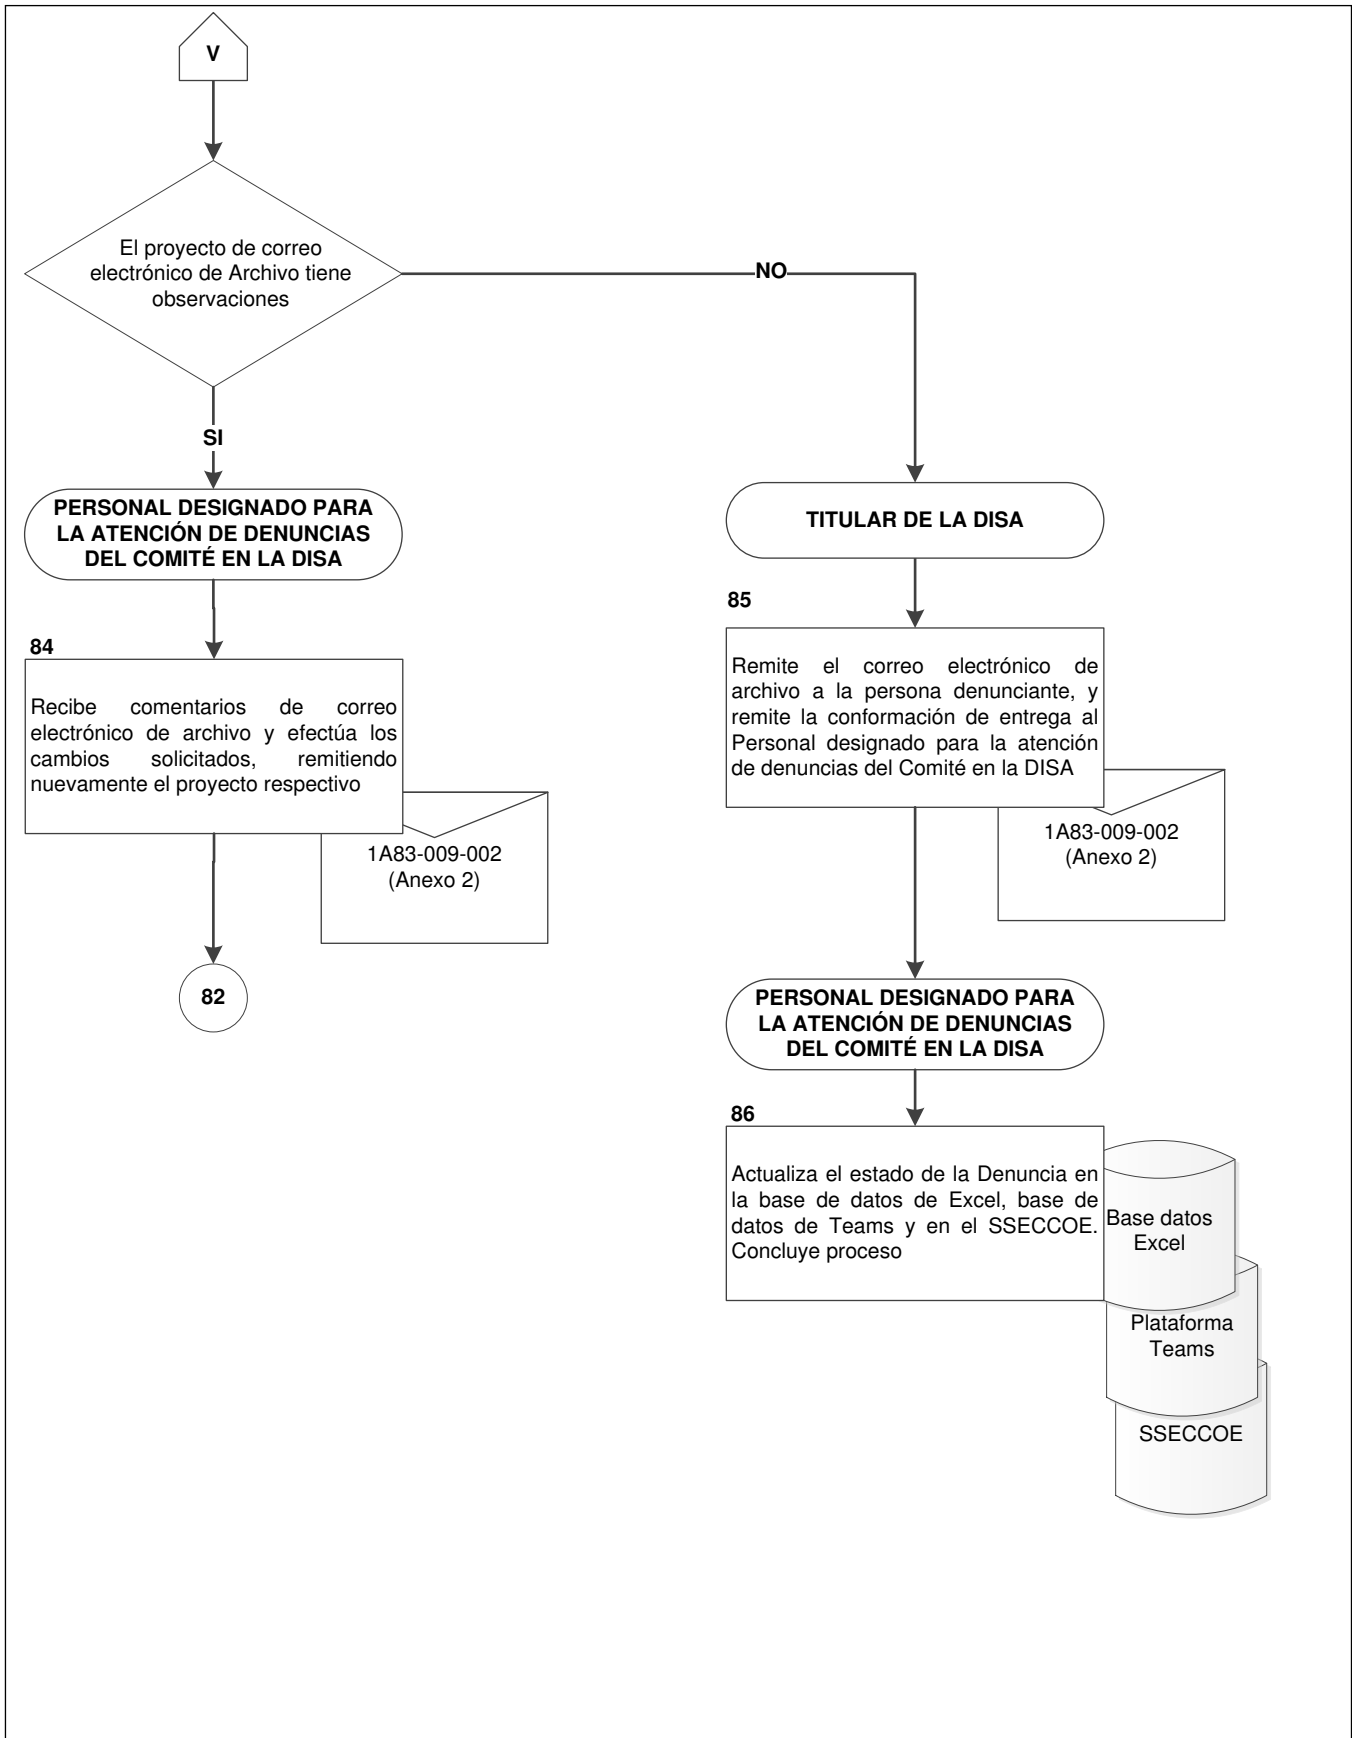 V
El proyecto de correo
electrónico de Archivo tiene
observaciones
NO
SI
PERSONAL DESIGNADO PARA
LA ATENCIÓN DE DENUNCIAS
DEL COMITÉ EN LA DISA
84
Recibe comentarios de correo
electrónico de archivo y efectúa los
cambios solicitados, remitiendo
nuevamente el proyecto respectivo
1A83-009-002
(Anexo 2)
82
TITULAR DE LA DISA
85
Remite el correo electrónico de
archivo a la persona denunciante, y
remite la conformación de entrega al
Personal designado para la atención
de denuncias del Comité en la DISA
1A83-009-002
(Anexo 2)
PERSONAL DESIGNADO PARA
LA ATENCIÓN DE DENUNCIAS
DEL COMITÉ EN LA DISA
86
Actualiza el estado de la Denuncia en
la base de datos de Excel, base de
datos de Teams y en el SSECCOE.
Concluye proceso
Base datos
Excel
Plataforma
Teams
SSECCOE